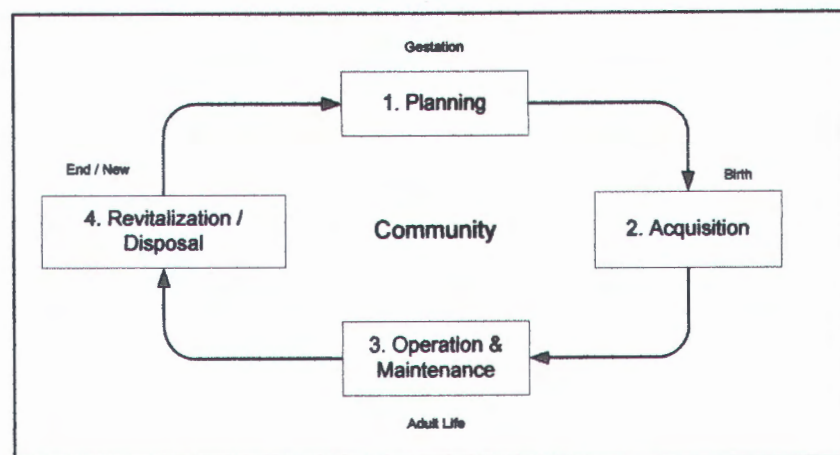 Gestation
1. Planning
End / New
Birth
4. Revitalization /
Disposal
Community
2. Acquisition
3. Operation &
Maintenance
Adult Life